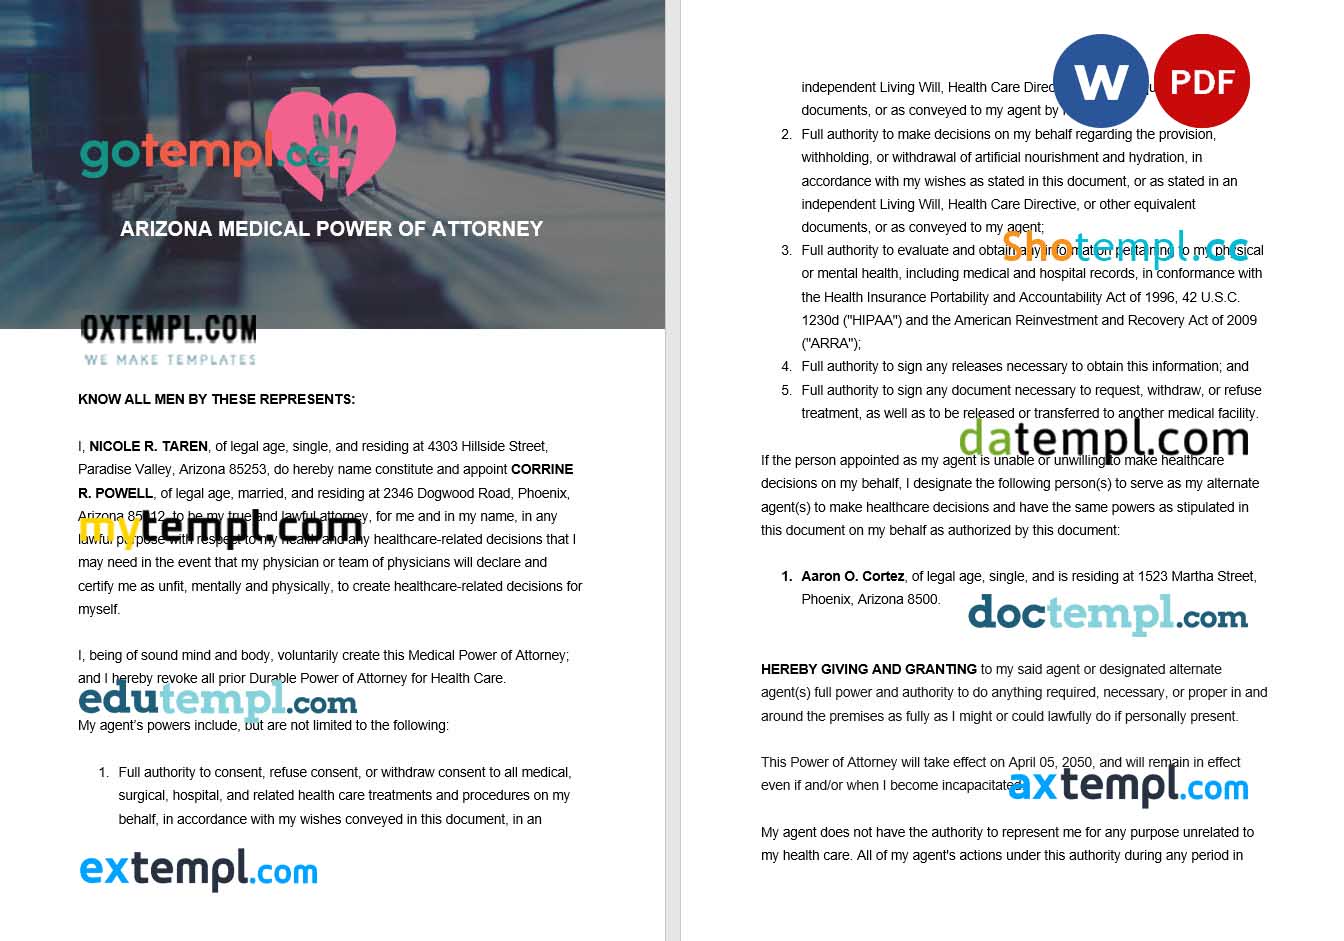 gotempl.cc
ARIZONA MEDICAL POWER OF ATTORNEY
OXTEMPL.COM
WE MAKE TEMPLATES
KNOW ALL MEN BY THESE REPRESENTS:
I, NICOLE R. TAREN, of legal age, single, and residing at 4303 Hillside Street,
Paradise Valley, Arizona 85253, do hereby name constitute and appoint CORRINE
R. POWELL, of legal age, married, and residing at 2346 Dogwood Road, Phoenix,
Arizona to be my true and lawful attorney, for me and in my name, in any
mytempl.com
lawful purpose with respect to my health and any healthcare-related decisions that I
may need in the event that my physician or team of physicians will declare and
certify me as unfit, mentally and physically, to create healthcare-related decisions for
myself.
I, being of sound mind and body, voluntarily create this Medical Power of Attorney;
and I hereby revoke all prior Durable Power of Attorney for Health Care.
edutempl.com
My agent's powers include, but are not limited to the following:
1. Full authority to consent, refuse consent, or withdraw consent to all medical,
surgical, hospital, and related health care treatments and procedures on my
behalf, in accordance with my wishes conveyed in this document, in an
extempl.com
W PDF
independent Living Will, Health Care
documents, or as conveyed to my agent by
2. Full authority to make decisions on my behalf regarding the provision,
withholding, or withdrawal of artificial nourishment and hydration, in
accordance with my wishes as stated in this document, or as stated in an
independent Living Will, Health Care Directive, or other equivalent
documents, or as conveyed to my agent;
Shotempl.cc
3. Full authority to evaluate and obtain any information pertaining to my physical
or mental health, including medical and hospital records, in conformance with
the Health Insurance Portability and Accountability Act of 1996, 42 U.S.C.
1230d ("HIPAA") and the American Reinvestment and Recovery Act of 2009
("ARRA");
4. Full authority to sign any releases necessary to obtain this information; and
5. Full authority to sign any document necessary to request, withdraw, or refuse
treatment, as well as to be released or transferred to another medical facility.
datempl.com
If the person appointed as my agent is unable or unwilling to make healthcare
decisions on my behalf, I designate the following person(s) to serve as my alternate
agent(s) to make healthcare decisions and have the same powers as stipulated in
this document on my behalf as authorized by this document:
1. Aaron O. Cortez, of legal age, single, and is residing at 1523 Martha Street,
Phoenix, Arizona 8500.
doctempl.com
HEREBY GIVING AND GRANTING to my said agent or designated alternate
agent(s) full power and authority to do anything required, necessary, or proper in and
around the premises as fully as I might or could lawfully do if personally present.
This Power of Attorney will take effect on April 05, 2050, and will remain in effect
even if and/or when I become incapacitated.
axtempl.com
My agent does not have the authority to represent me for any purpose unrelated to
my health care. All of my agent's actions under this authority during any period in